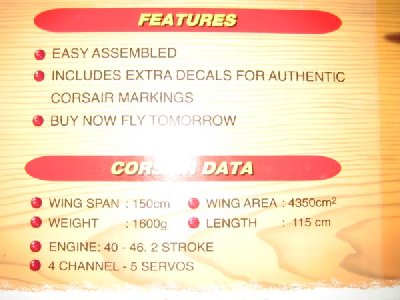 FEATURES
EASY ASSEMBLED
INCLUDES EXTRA DECALS FOR AUTHENTIC
CORSAIR MARKINGS
BUY NOW FLY TOMORROW
CORSAIR DATA
WING SPAN : 150cm WING AREA : 4350cm²
WEIGHT : 1600g LENGTH : 115 cm
ENGINE: 40 - 46. 2 STROKE
4 CHANNEL - 5 SERVOS